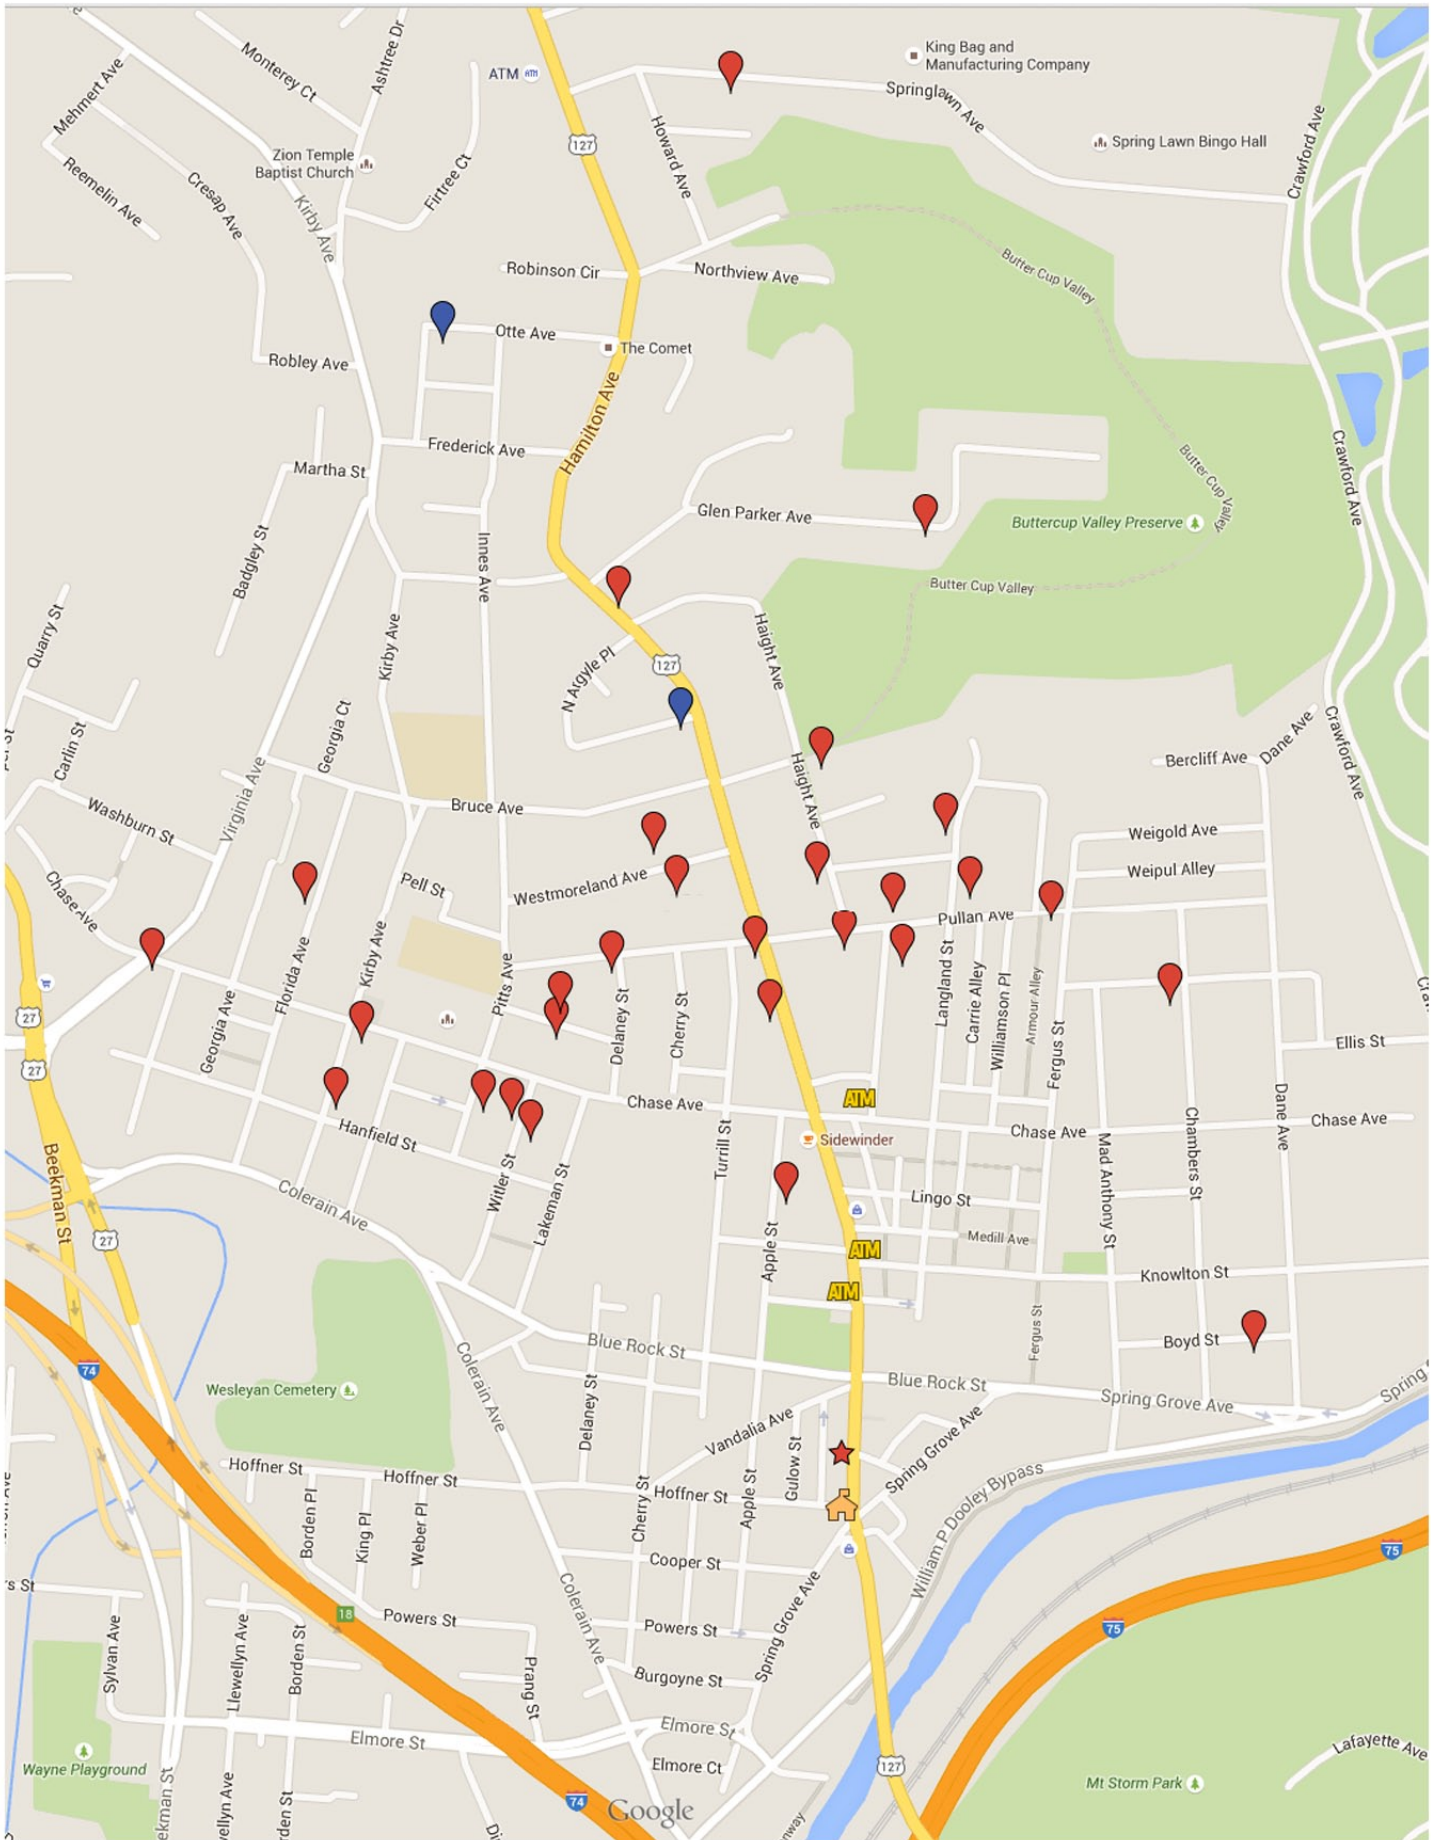 Mehmert Ave
Monterey Ct
Ashtree Dr
ATM
King Bag and
Manufacturing Company
Springlawn Ave
Howard Ave
127
Spring Lawn Bingo Hall
Crawford Ave
Zion Temple
Baptist Church
Reemelin Ave
Cresap Ave
Kirby Ave
Firtree Ct
Robinson Cir
Northview Ave
Butter Cup Valley
Otte Ave
The Comet
Robley Ave
Hamilton Ave
Frederick Ave
Martha St
Butter Cup Valley
Crawford Ave
Glen Parker Ave
Buttercup Valley Preserve
Badgley St
Innes Ave
Butter Cup Valley
Quarry St
Kirby Ave
Haight Ave
N Argyle Pl
127
Georgia Ct
Carlin St
Virginia Ave
Haight Ave
Bercliff Ave
Dane Ave
Crawford Ave
Washburn St
Bruce Ave
Weigold Ave
Weipul Alley
Chase Ave
Pell St
Westmoreland Ave
Pullan Ave
Florida Ave
Kirby Ave
Pitts Ave
Langland St
Carrie Alley
Williamson Pl
Armour Alley
Fergus St
27
Georgia Ave
Delaney St
Cherry St
Ellis St
27
Chase Ave
ATM
Sidewinder
Chase Ave
Chase Ave
Hanfield St
Turrill St
Mad Anthony St
Chambers St
Dane Ave
Beekman St
Colerain Ave
Witler St
Lakeman St
Apple St
Lingo St
Medill Ave
27
ATM
Knowlton St
ATM
Fergus St
Boyd St
74
Blue Rock St
Colerain Ave
Wesleyan Cemetery
Blue Rock St
Spring Grove Ave
Spring
Delaney St
Vandalia Ave
Gulow St
Spring Grove Ave
Hoffner St
Hoffner St
Hoffner St
Cherry St
Apple St
Borden Pl
King Pl
Weber Pl
William P Dooley Bypass
75
Cooper St
Colerain Ave
Spring Grove Ave
18
Powers St
Powers St
75
Sylvan Ave
Llewellyn Ave
Borden St
Prang St
Burgoyne St
Elmore St
Elmore St
Elmore Ct
127
Lafayette Ave
Wayne Playground
Mt Storm Park
74
Google